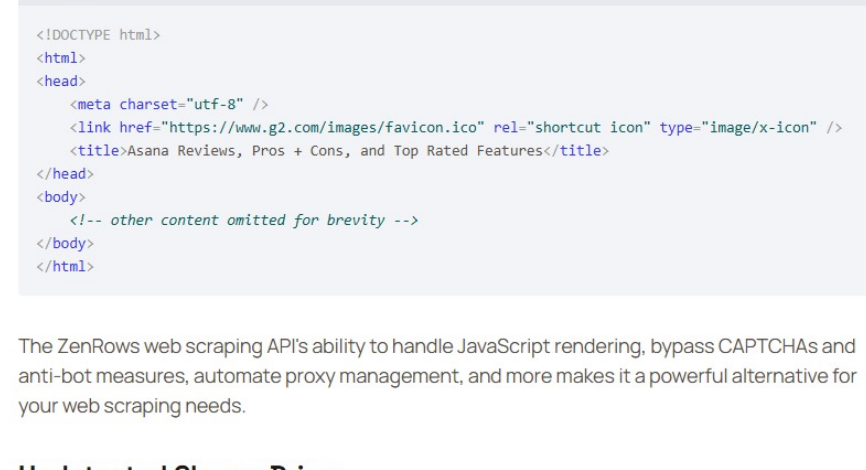 <!DOCTYPE html>
<html>
<head>
    <meta charset="utf-8" />
    <link href="https://www.g2.com/images/favicon.ico" rel="shortcut icon" type="image/x-icon" />
    <title>Asana Reviews, Pros + Cons, and Top Rated Features</title>
</head>
<body>
    <!-- other content omitted for brevity -->
</body>
</html>
The ZenRows web scraping API's ability to handle JavaScript rendering, bypass CAPTCHAs and
anti-bot measures, automate proxy management, and more makes it a powerful alternative for
your web scraping needs.